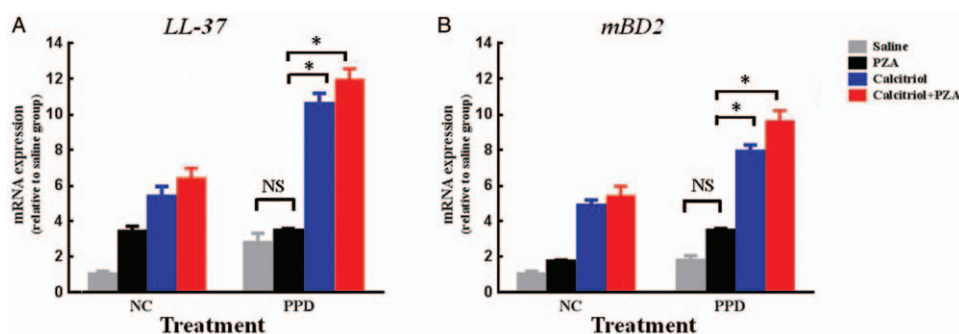 A
LL-37
mRNA expression
(relative to saline group)
14
12
10
8
6
4
2
0
NS
*
*
NC
PPD
Treatment
B
mBD2
mRNA expression
(relative to saline group)
14
12
10
8
6
4
2
0
NS
*
*
NC
PPD
Treatment
Saline
PZA
Calcitriol
Calcitriol+PZA